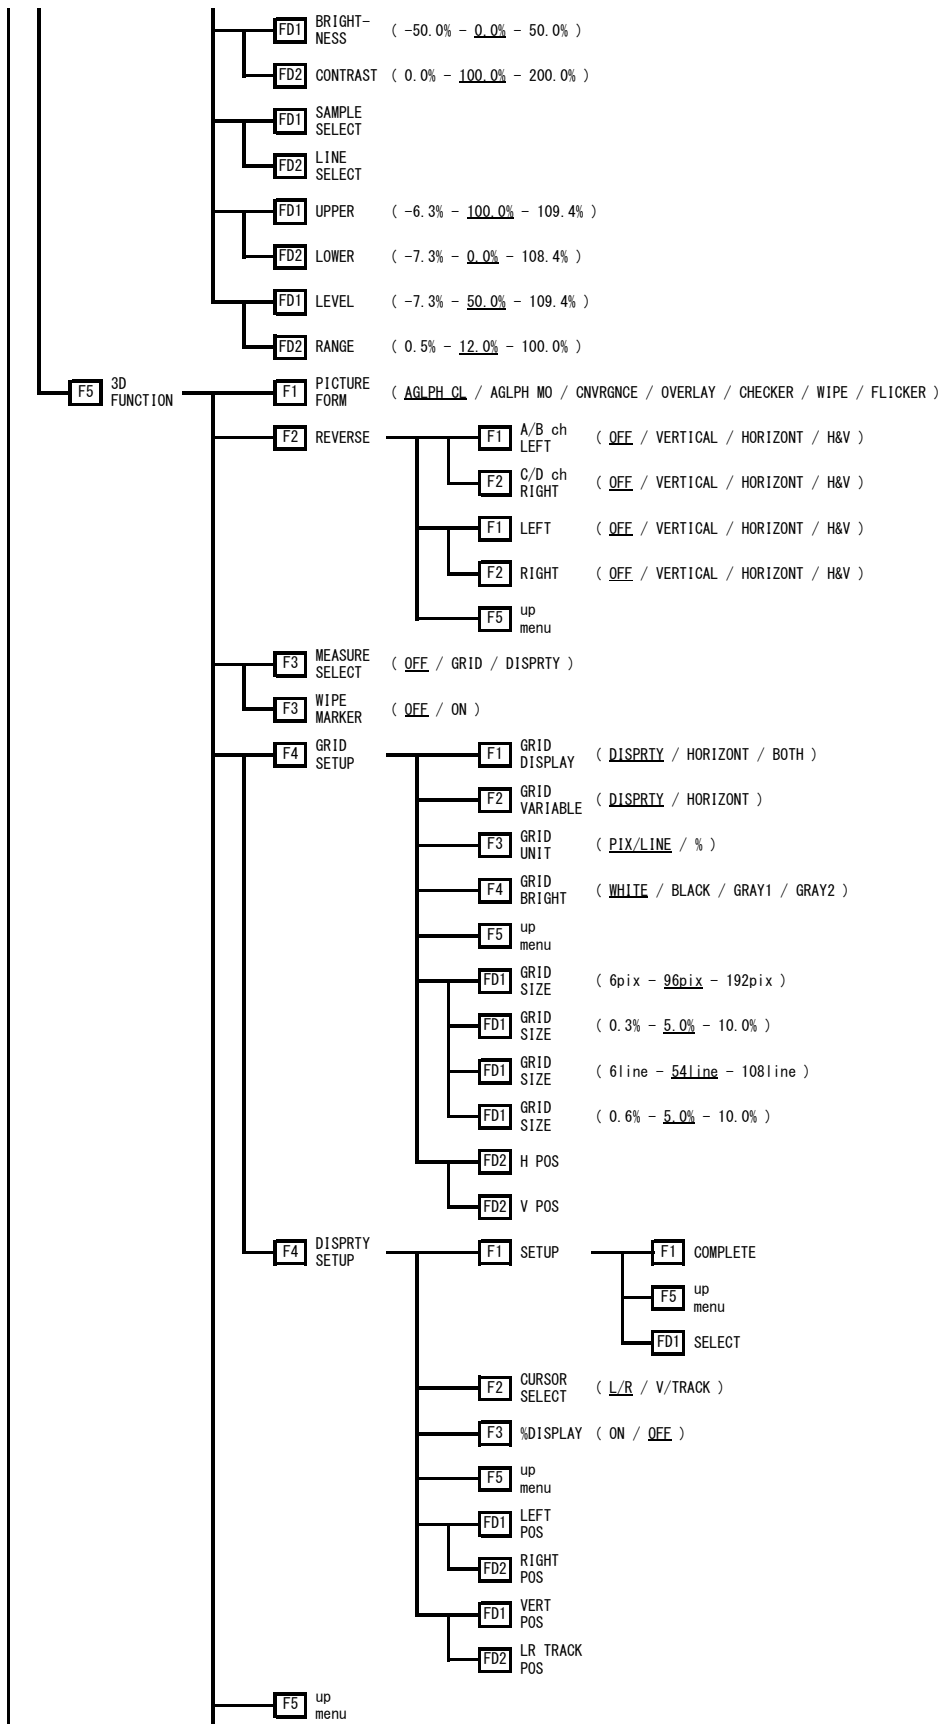 FD1 BRIGHT-
NESS ( -50.0% - 0.0% - 50.0% )
FD2 CONTRAST ( 0.0% - 100.0% - 200.0% )
FD1 SAMPLE
SELECT
FD2 LINE
SELECT
FD1 UPPER ( -6.3% - 100.0% - 109.4% )
FD2 LOWER ( -7.3% - 0.0% - 108.4% )
FD1 LEVEL ( -7.3% - 50.0% - 109.4% )
FD2 RANGE ( 0.5% - 12.0% - 100.0% )
F5 3D
FUNCTION
F1 PICTURE
FORM ( AGLPH CL / AGLPH MO / CNVRGNCE / OVERLAY / CHECKER / WIPE / FLICKER )
F2 REVERSE
F1 A/B ch
LEFT ( OFF / VERTICAL / HORIZONT / H&V )
F2 C/D ch
RIGHT ( OFF / VERTICAL / HORIZONT / H&V )
F1 LEFT ( OFF / VERTICAL / HORIZONT / H&V )
F2 RIGHT ( OFF / VERTICAL / HORIZONT / H&V )
F5 up
menu
F3 MEASURE
SELECT ( OFF / GRID / DISPRTY )
F3 WIPE
MARKER ( OFF / ON )
F4 GRID
SETUP
F1 GRID
DISPLAY ( DISPRTY / HORIZONT / BOTH )
F2 GRID
VARIABLE ( DISPRTY / HORIZONT )
F3 GRID
UNIT ( PIX/LINE / % )
F4 GRID
BRIGHT ( WHITE / BLACK / GRAY1 / GRAY2 )
F5 up
menu
FD1 GRID
SIZE ( 6pix - 96pix - 192pix )
FD1 GRID
SIZE ( 0.3% - 5.0% - 10.0% )
FD1 GRID
SIZE ( 6line - 54line - 108line )
FD1 GRID
SIZE ( 0.6% - 5.0% - 10.0% )
FD2 H POS
FD2 V POS
F4 DISPRTY
SETUP
F1 SETUP
F1 COMPLETE
F5 up
menu
FD1 SELECT
F2 CURSOR
SELECT ( L/R / V/TRACK )
F3 %DISPLAY ( ON / OFF )
F5 up
menu
FD1 LEFT
POS
FD2 RIGHT
POS
FD1 VERT
POS
FD2 LR TRACK
POS
F5 up
menu